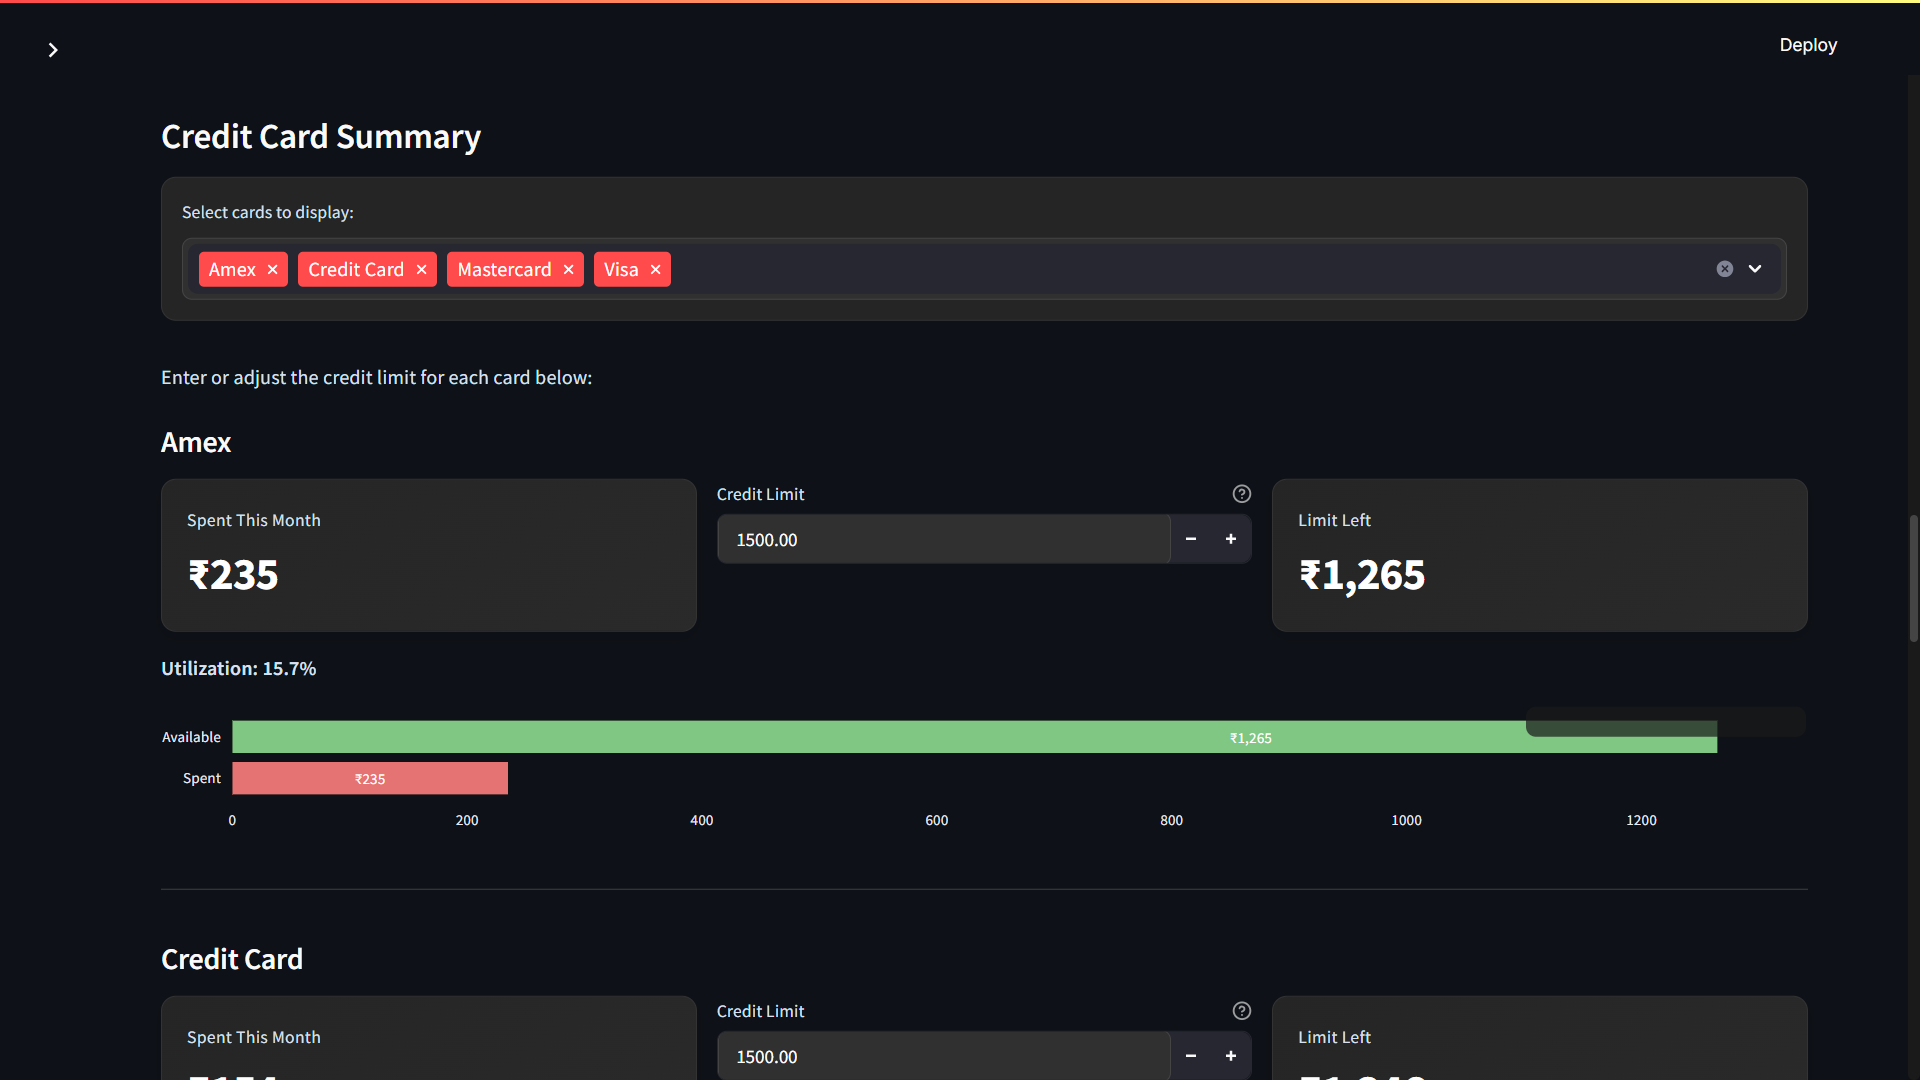 Deploy
Credit Card Summary
Select cards to display:
Amex Credit Card Mastercard Visa
Enter or adjust the credit limit for each card below:
Amex
Spent This Month
₹235
Credit Limit
1500.00
Limit Left
₹1,265
Utilization: 15.7%
Available ₹1,265
Spent ₹235
0 200 400 600 800 1000 1200
Credit Card
Spent This Month
Credit Limit
1500.00
Limit Left